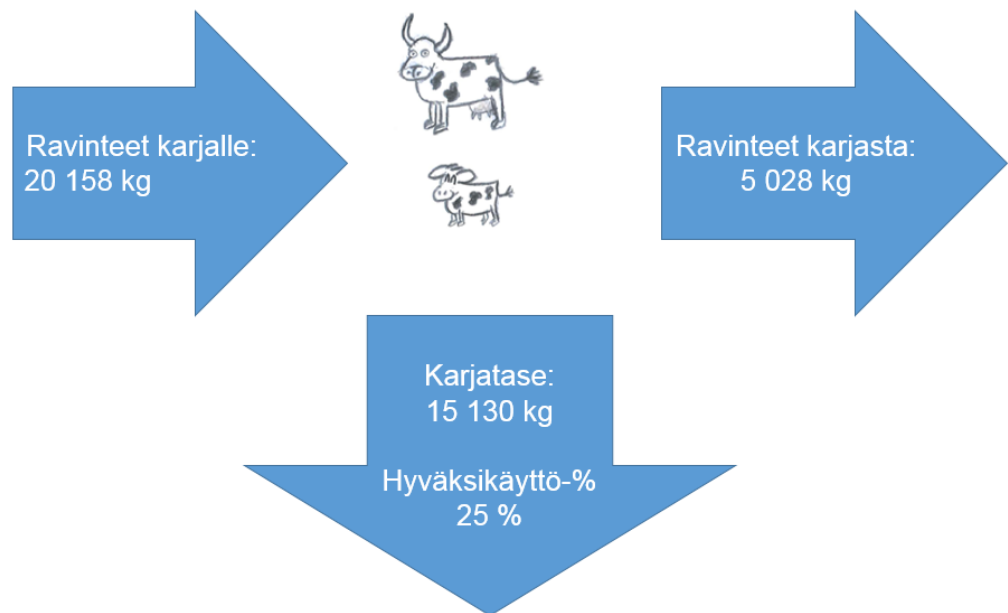 Ravinteet karjalle:
20 158 kg
Ravinteet karjasta:
5 028 kg
Karjatase:
15 130 kg
Hyväksikäyttö-%
25 %